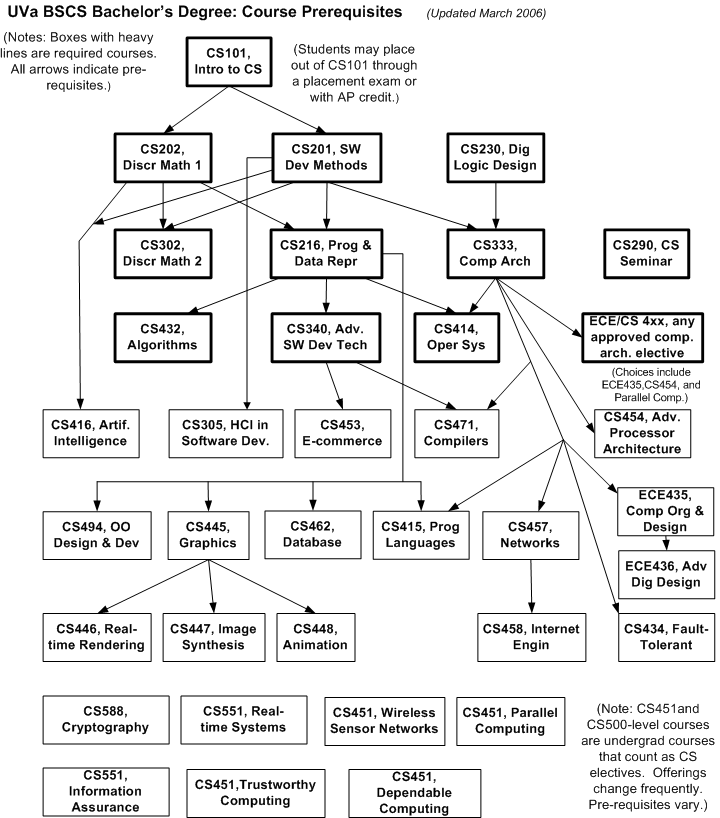 UVa BSCS Bachelor's Degree: Course Prerequisites (Updated March 2006)
(Notes: Boxes with heavy
lines are required courses.
All arrows indicate pre-
requisites.)
CS101,
Intro to CS
(Students may place
out of CS101 through
a placement exam or
with AP credit.)
CS202,
Discr Math 1
CS201, SW
Dev Methods
CS230, Dig
Logic Design
CS302,
Discr Math 2
CS216, Prog &
Data Repr
CS333,
Comp Arch
CS290, CS
Seminar
CS432,
Algorithms
CS340, Adv.
SW Dev Tech
CS414,
Oper Sys
ECE/CS 4xx, any
approved comp.
arch. elective
(Choices include
ECE435,CS454, and
Parallel Comp.)
CS416, Artif.
Intelligence
CS305, HCI in
Software Dev.
CS453,
E-commerce
CS471,
Compilers
CS454, Adv.
Processor
Architecture
CS494, OO
Design & Dev
CS445,
Graphics
CS462,
Database
CS415, Prog
Languages
CS457,
Networks
ECE435,
Comp Org &
Design
ECE436, Adv
Dig Design
CS446, Real-
time Rendering
CS447, Image
Synthesis
CS448,
Animation
CS458, Internet
Engin
CS434, Fault-
Tolerant
CS588,
Cryptography
CS551, Real-
time Systems
CS451, Wireless
Sensor Networks
CS451, Parallel
Computing
(Note: CS451and
CS500-level courses
are undergrad courses
that count as CS
electives. Offerings
change frequently.
Pre-requisites vary.)
CS551,
Information
Assurance
CS451,Trustworthy
Computing
CS451,
Dependable
Computing